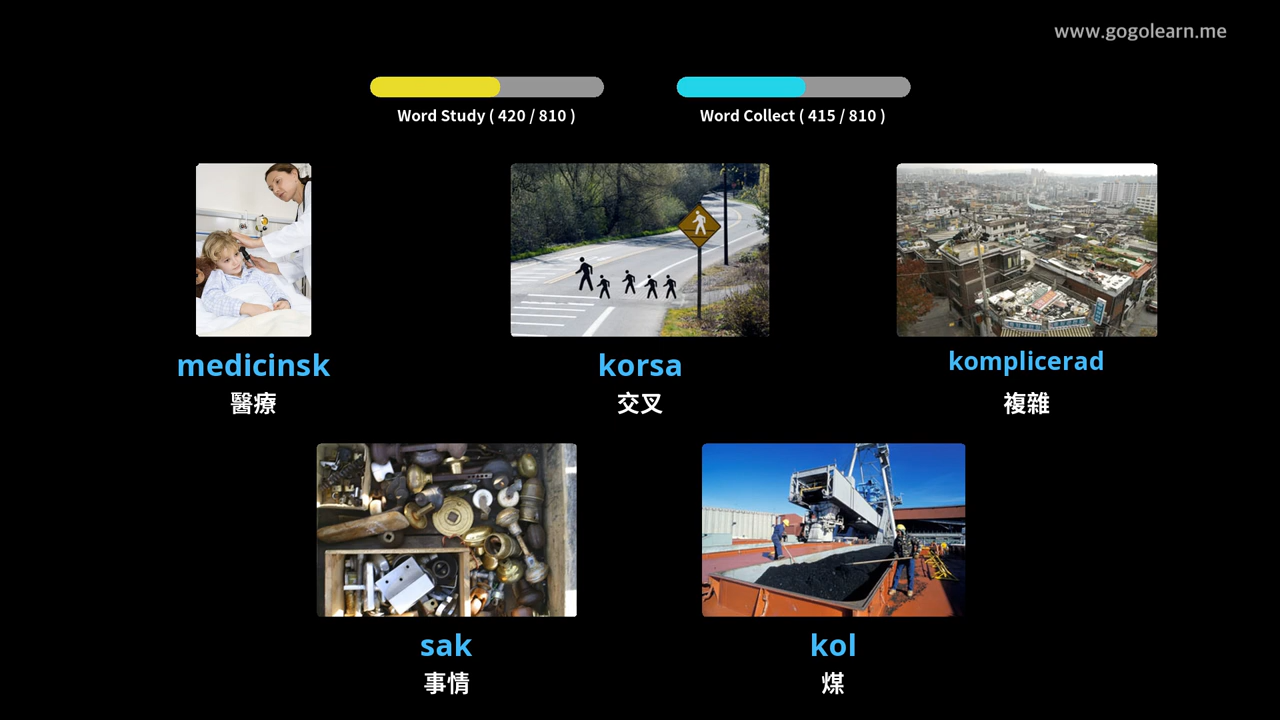 www.gogolearn.me
Word Study ( 420 / 810 )
Word Collect ( 415 / 810 )
medicinsk
醫療
korsa
交叉
komplicerad
複雜
sak
事情
kol
煤